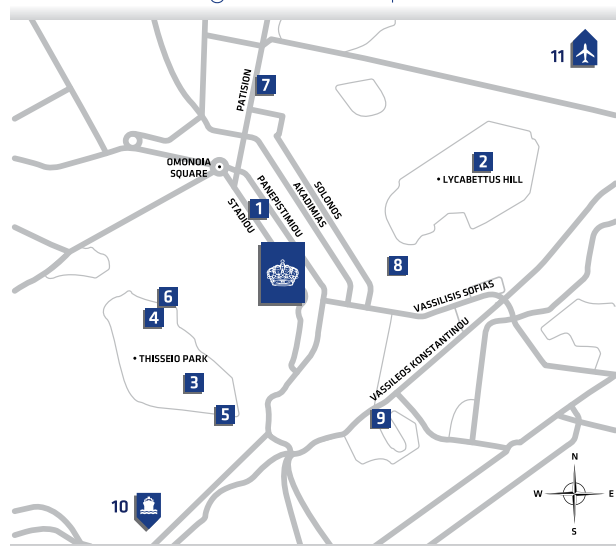 11
7
PATISION
OMONOIA
SQUARE
2
LYCABETTUS HILL
1
STADIOU
PANEPISTIMIOU
AKADIMIAS
SOLONOS
8
6
4
VASSILISIS SOFIAS
THISSEIO PARK
VASSILEOS KONSTANTINOU
3
5
9
10
N
W
E
S